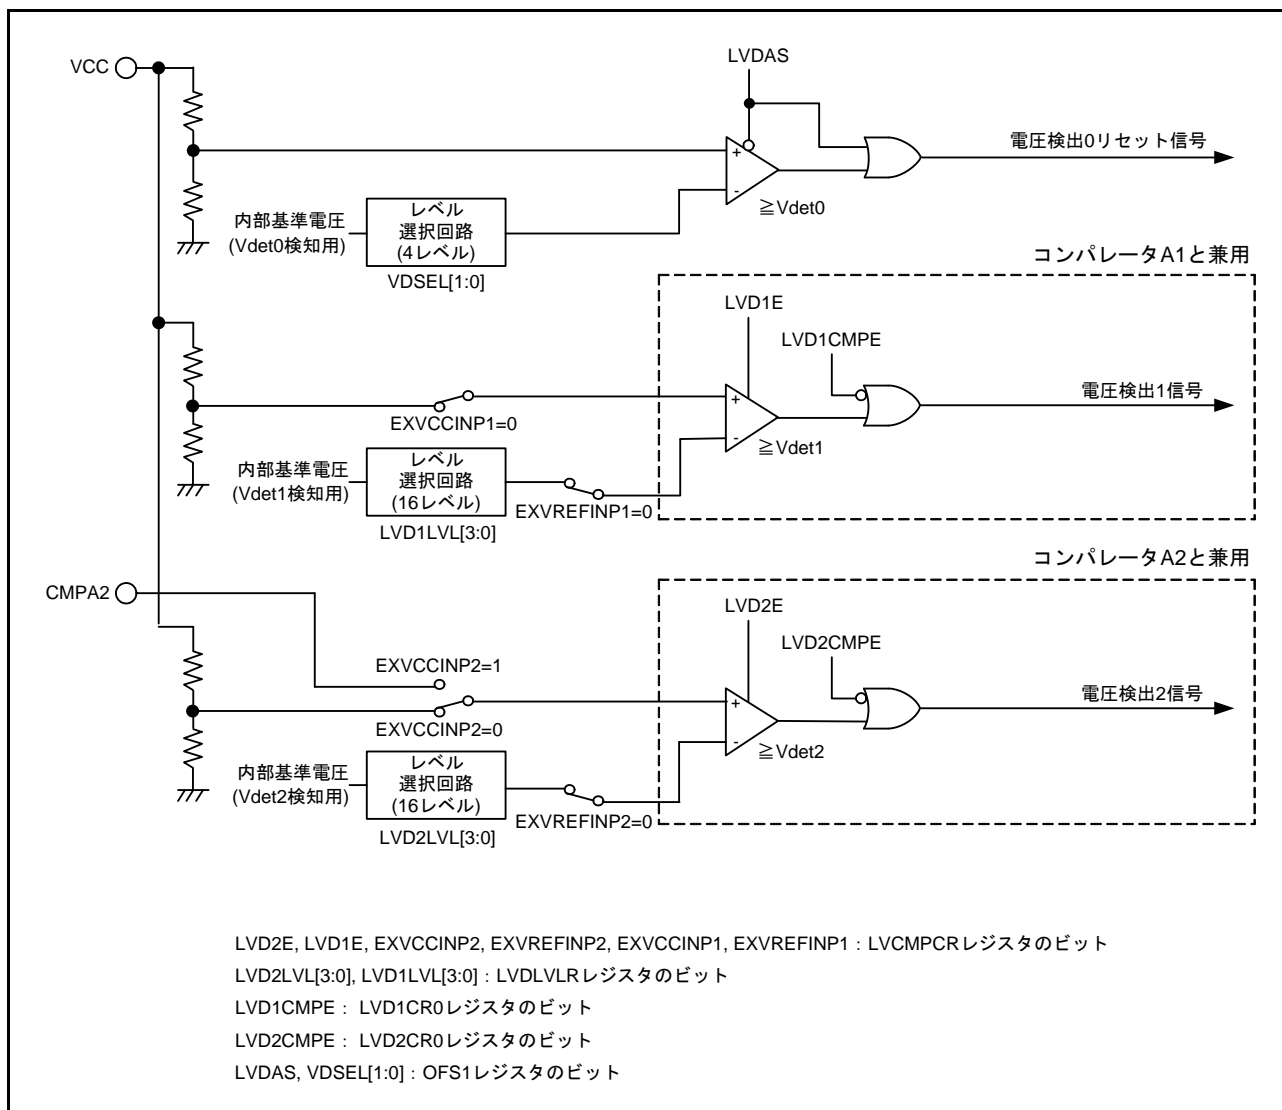 VCC
LVDAS
電圧検出0リセット信号
+
-
≧Vdet0
内部基準電圧
(Vdet0検知用)
レベル
選択回路
(4レベル)
VDSEL[1:0]
コンパレータA1と兼用
LVD1E
LVD1CMPE
電圧検出1信号
+
-
≧Vdet1
EXVCCINP1=0
内部基準電圧
(Vdet1検知用)
レベル
選択回路
(16レベル)
EXVREFINP1=0
LVD1LVL[3:0]
コンパレータA2と兼用
CMPA2
LVD2E
LVD2CMPE
EXVCCINP2=1
電圧検出2信号
+
-
EXVCCINP2=0
≧Vdet2
内部基準電圧
(Vdet2検知用)
レベル
選択回路
(16レベル)
EXVREFINP2=0
LVD2LVL[3:0]
LVD2E, LVD1E, EXVCCINP2, EXVREFINP2, EXVCCINP1, EXVREFINP1：LVCMPCRレジスタのビット
LVD2LVL[3:0], LVD1LVL[3:0]：LVDLVLRレジスタのビット
LVD1CMPE： LVD1CR0レジスタのビット
LVD2CMPE： LVD2CR0レジスタのビット
LVDAS, VDSEL[1:0]：OFS1レジスタのビット